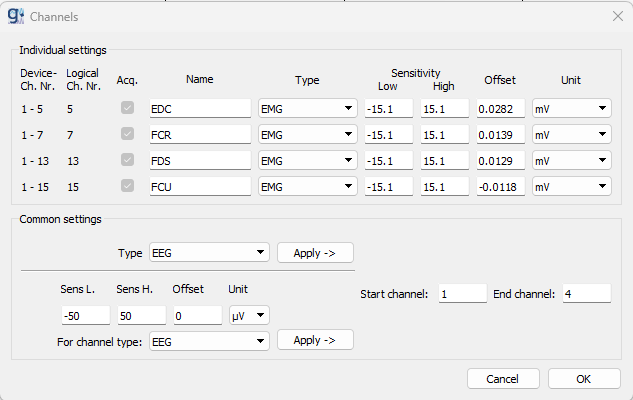 Channels
Individual settings
Device-Ch. Nr. Logical Ch. Nr. Acq. Name Type Sensitivity Low High Offset Unit
1 - 5 5 EDC EMG -15.1 15.1 0.0282 mV
1 - 7 7 FCR EMG -15.1 15.1 0.0139 mV
1 - 13 13 FDS EMG -15.1 15.1 0.0129 mV
1 - 15 15 FCU EMG -15.1 15.1 -0.0118 mV
Common settings
Type EEG Apply ->
Sens L. Sens H. Offset Unit
Start channel: 1 End channel: 4
-50 50 0 µV
For channel type: EEG Apply ->
Cancel OK